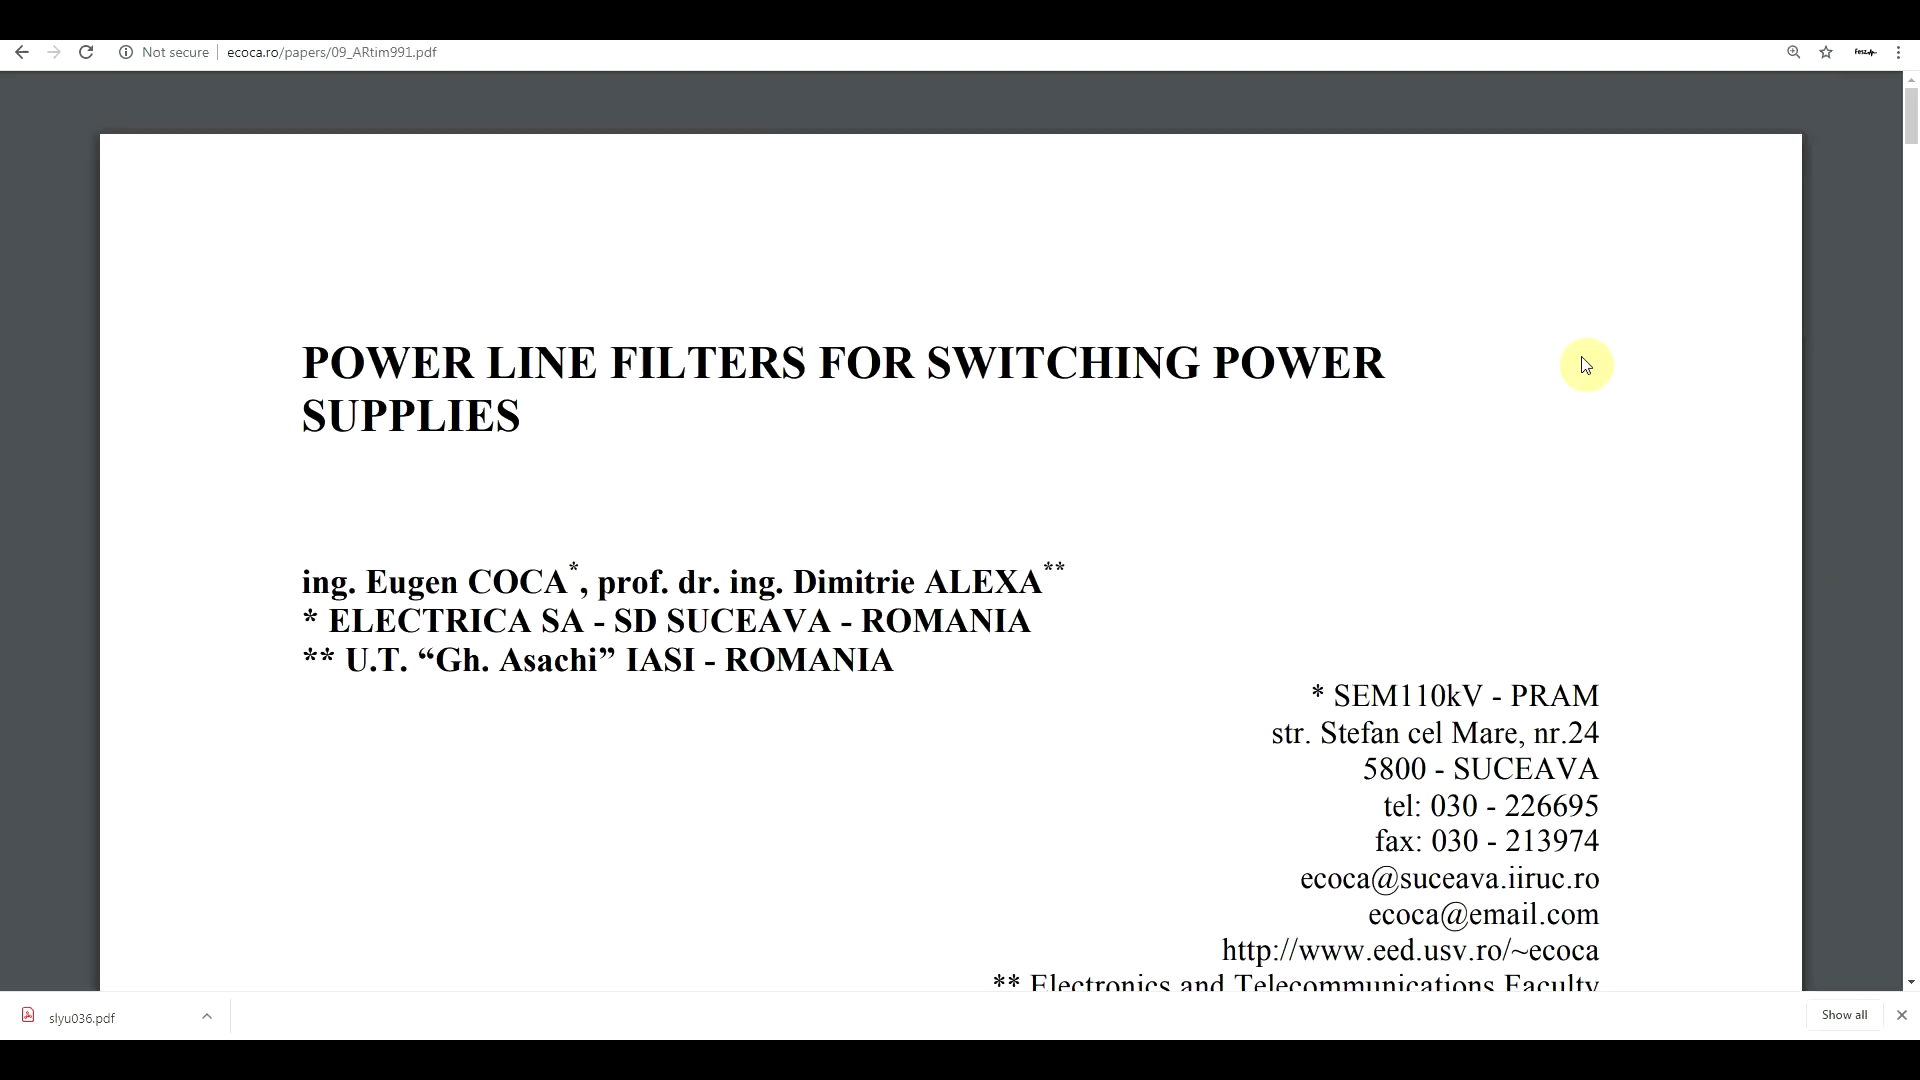 Not secure
ecoca.ro/papers/09_ARtim991.pdf
POWER LINE FILTERS FOR SWITCHING POWER
SUPPLIES
ing. Eugen COCA*, prof. dr. ing. Dimitrie ALEXA**
* ELECTRICA SA - SD SUCEAVA - ROMANIA
** U.T. “Gh. Asachi” IASI - ROMANIA
* SEM110kV - PRAM
str. Stefan cel Mare, nr.24
5800 - SUCEAVA
tel: 030 - 226695
fax: 030 - 213974
ecoca@suceava.iiruc.ro
ecoca@email.com
http://www.eed.usv.ro/~ecoca
** Electronics and Telecommunications Faculty
slyu036.pdf
Show all